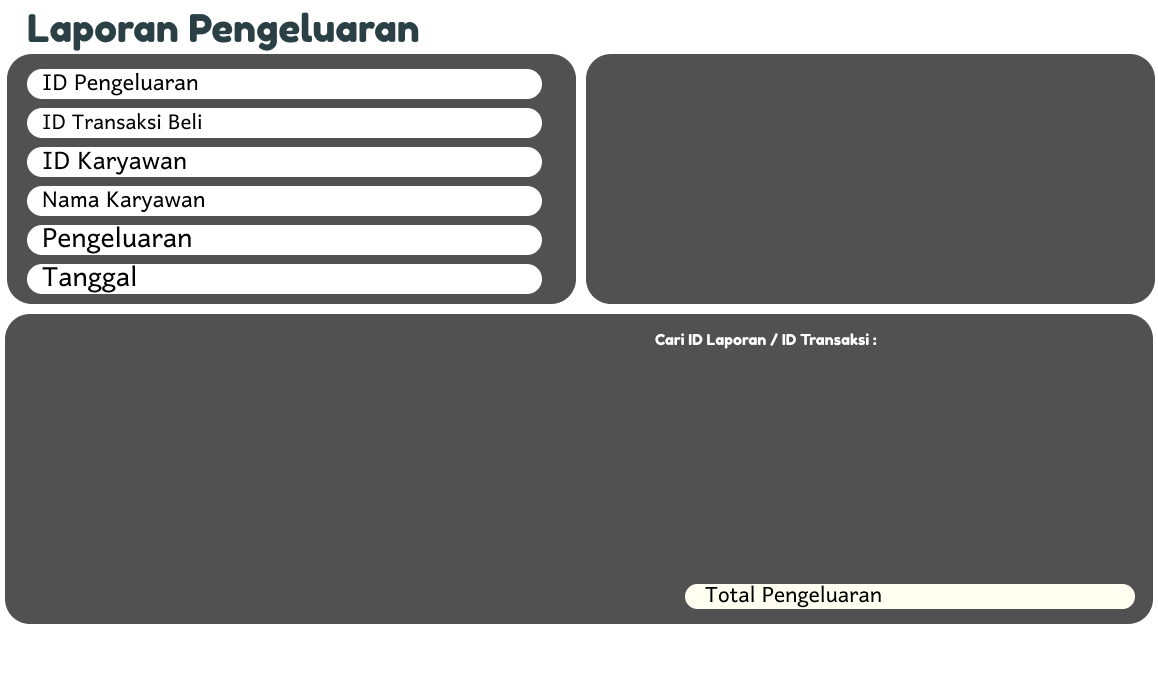 Laporan Pengeluaran
ID Pengeluaran
ID Transaksi Beli
ID Karyawan
Nama Karyawan
Pengeluaran
Tanggal
Cari ID Laporan / ID Transaksi :
Total Pengeluaran